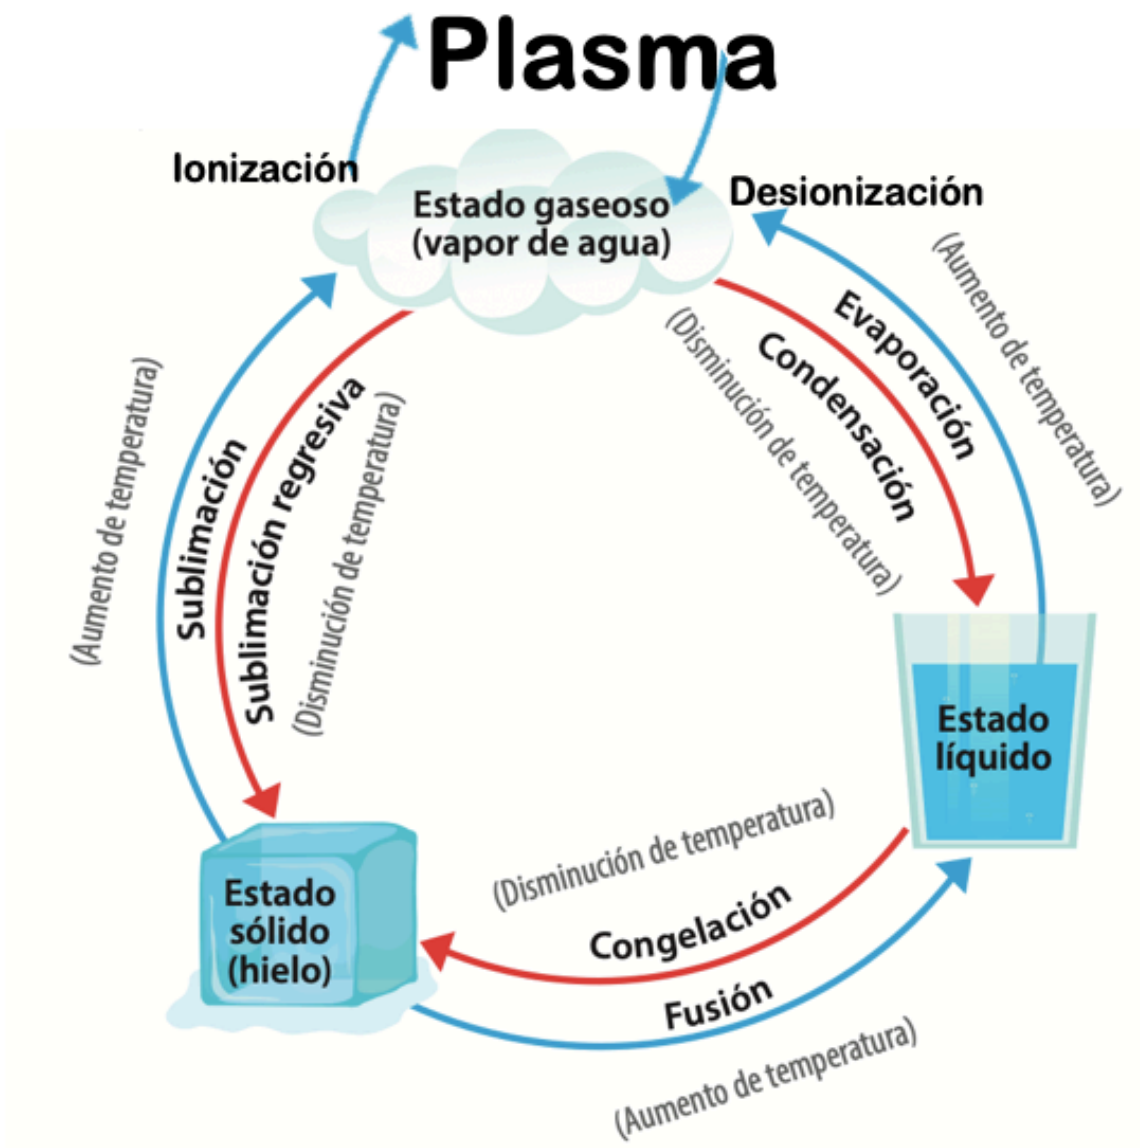 Plasma
Ionización
Desionización
Estado gaseoso
(vapor de agua)
(Aumento de temperatura)
Sublimación
Sublimación regresiva
(Disminución de temperatura)
(Disminución de temperatura)
Condensación
Evaporación
(Aumento de temperatura)
Estado
líquido
Estado
sólido
(hielo)
(Disminución de temperatura)
Congelación
Fusión
(Aumento de temperatura)